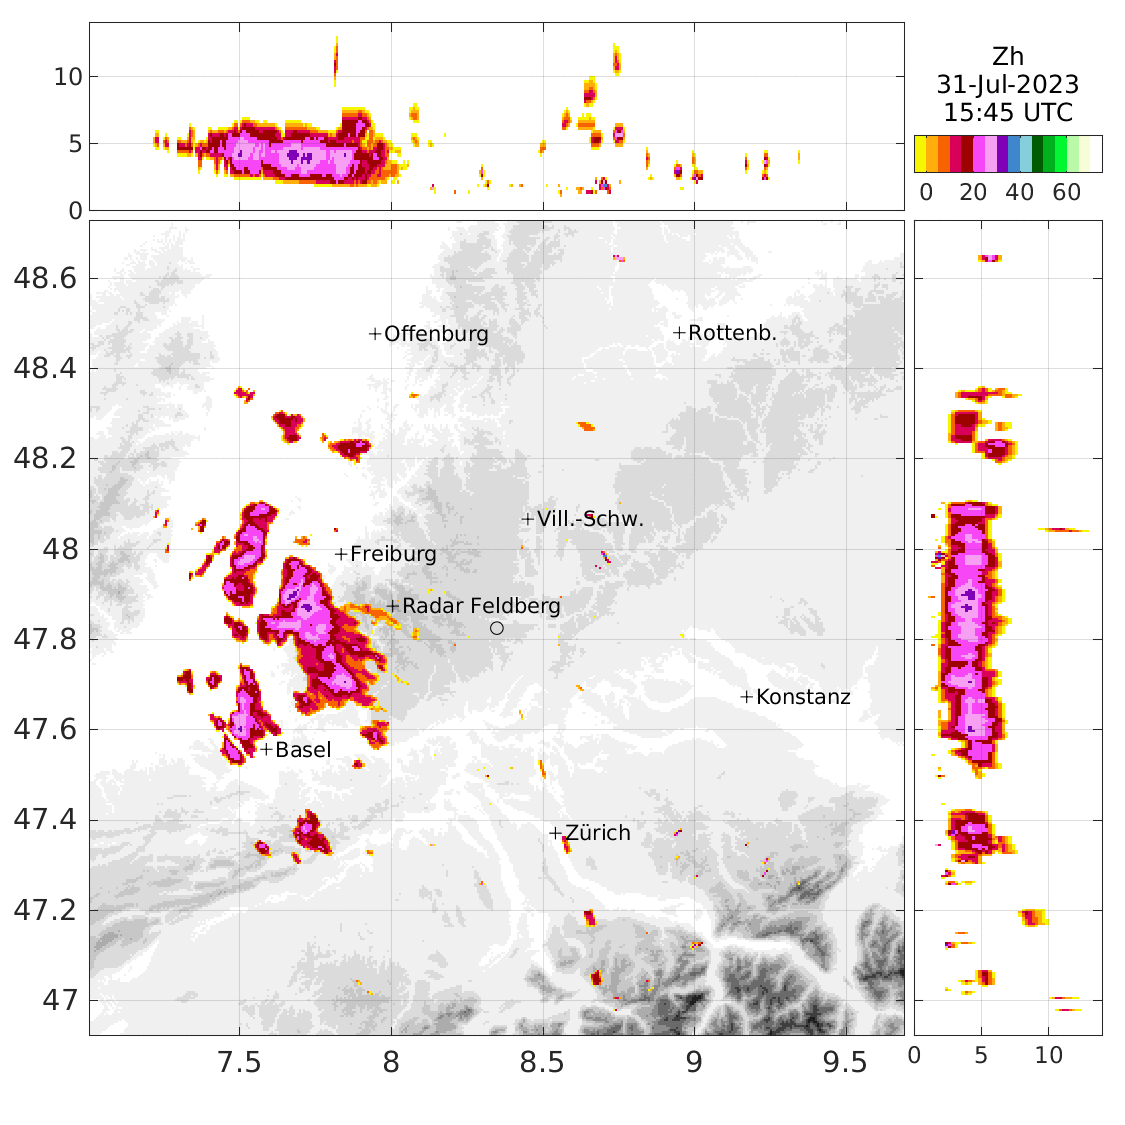 10
5
0
Zh
31-Jul-2023
15:45 UTC
0 20 40 60
48.6
48.4
48.2
48
47.8
47.6
47.4
47.2
47
+Offenburg
+Rottenb.
+Vill.-Schw.
+Freiburg
+Radar Feldberg
+Konstanz
+Basel
+Zürich
7.5 8 8.5 9 9.5
0 5 10